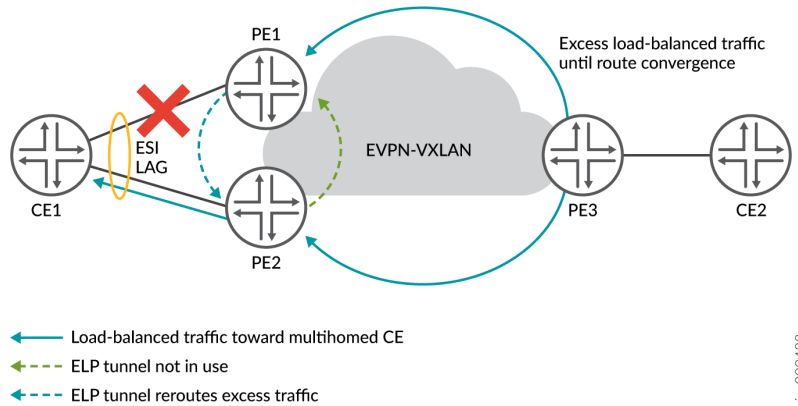 PE1
Excess load-balanced traffic
until route convergence
ESI
LAG
EVPN-VXLAN
CE1
PE2
PE3
CE2
Load-balanced traffic toward multihomed CE
ELP tunnel not in use
ELP tunnel reroutes excess traffic